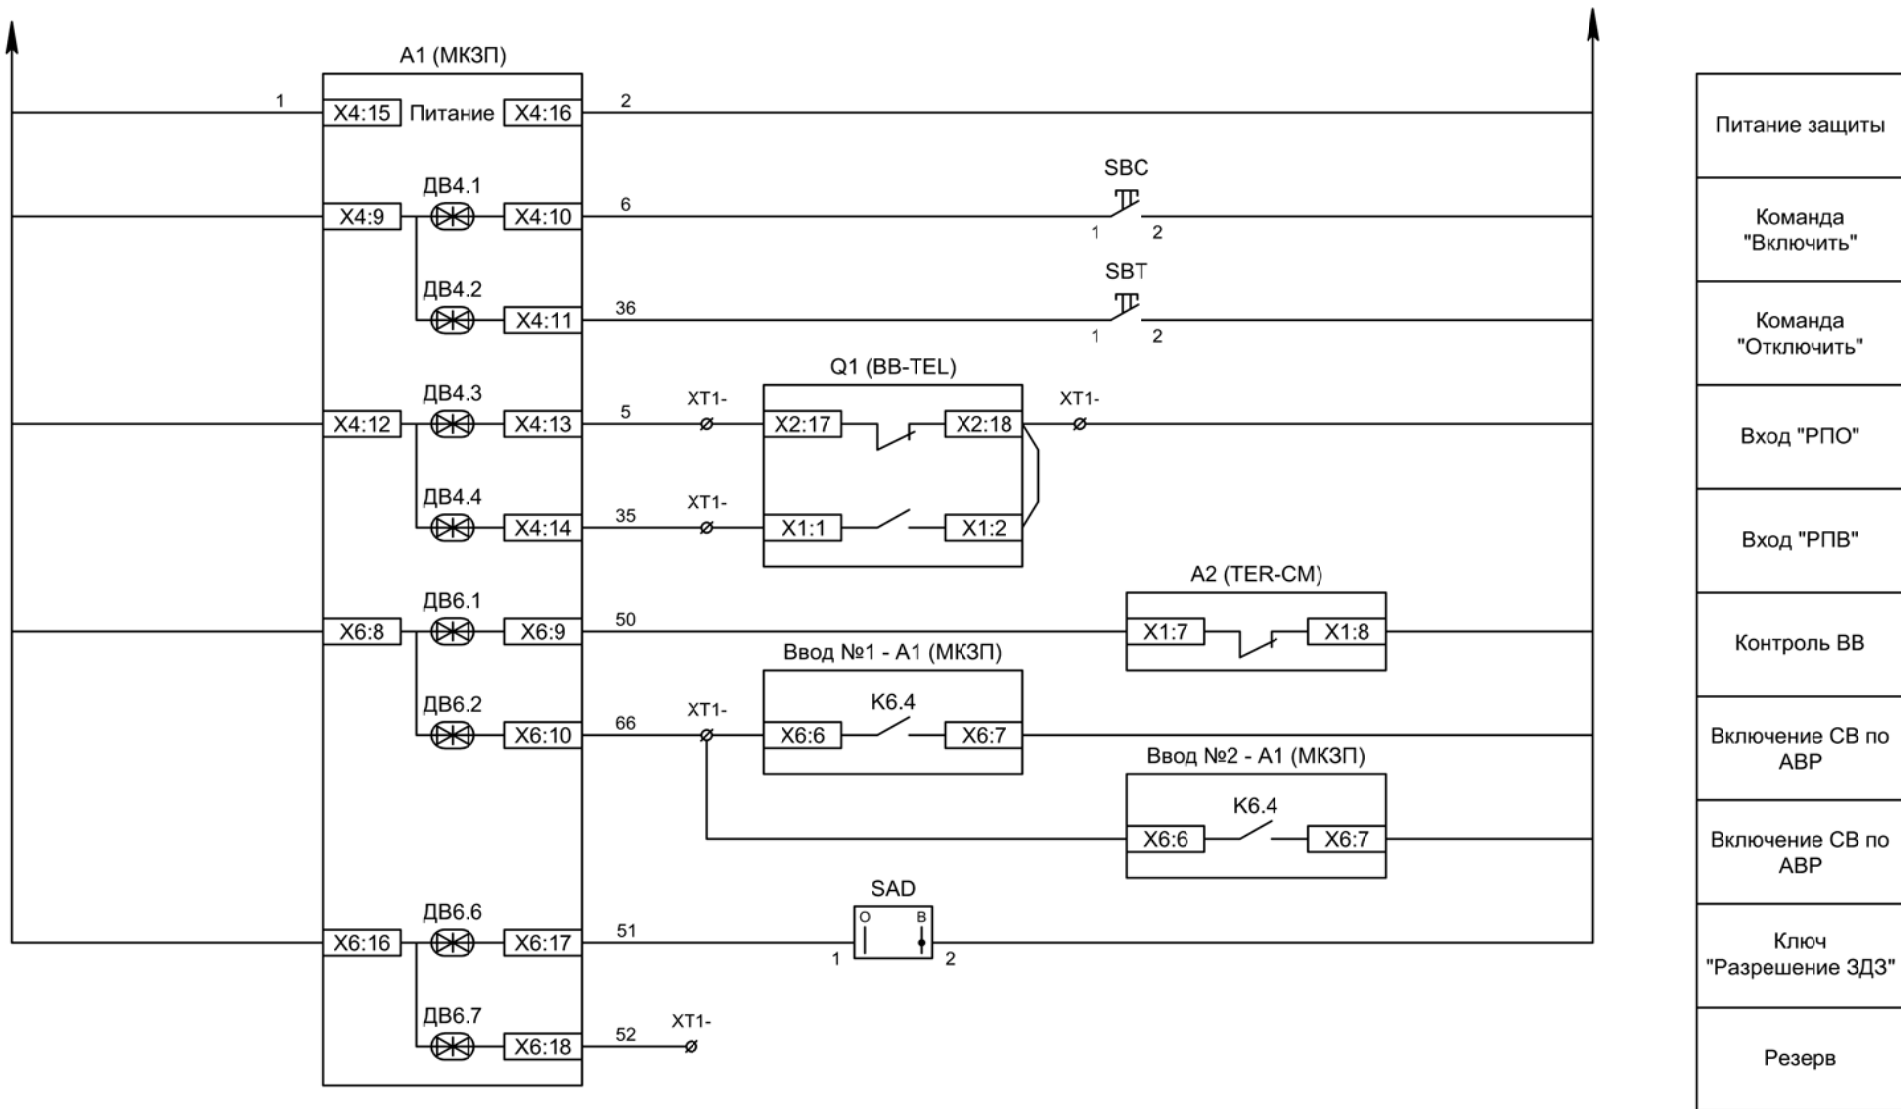 А1 (МКЗП)
1
X4:15
Питание
X4:16
2
Питание защиты
ДВ4.1
X4:9
X4:10
6
SBC
1
2
Команда
"Включить"
ДВ4.2
X4:11
36
SBT
1
2
Команда
"Отключить"
Q1 (BB-TEL)
ДВ4.3
X4:12
X4:13
5
XT1-
X2:17
X2:18
XT1-
Вход "РПО"
ДВ4.4
X4:14
35
XT1-
X1:1
X1:2
Вход "РПВ"
A2 (TER-CM)
ДВ6.1
X6:8
X6:9
50
X1:7
X1:8
Контроль ВВ
Ввод №1 - А1 (МКЗП)
ДВ6.2
X6:10
66
XT1-
K6.4
X6:6
X6:7
Включение СВ по
АВР
Ввод №2 - А1 (МКЗП)
K6.4
X6:6
X6:7
Включение СВ по
АВР
ДВ6.6
X6:16
X6:17
51
SAD
О
В
1
2
Ключ
"Разрешение ЗДЗ"
ДВ6.7
X6:18
52
XT1-
Резерв